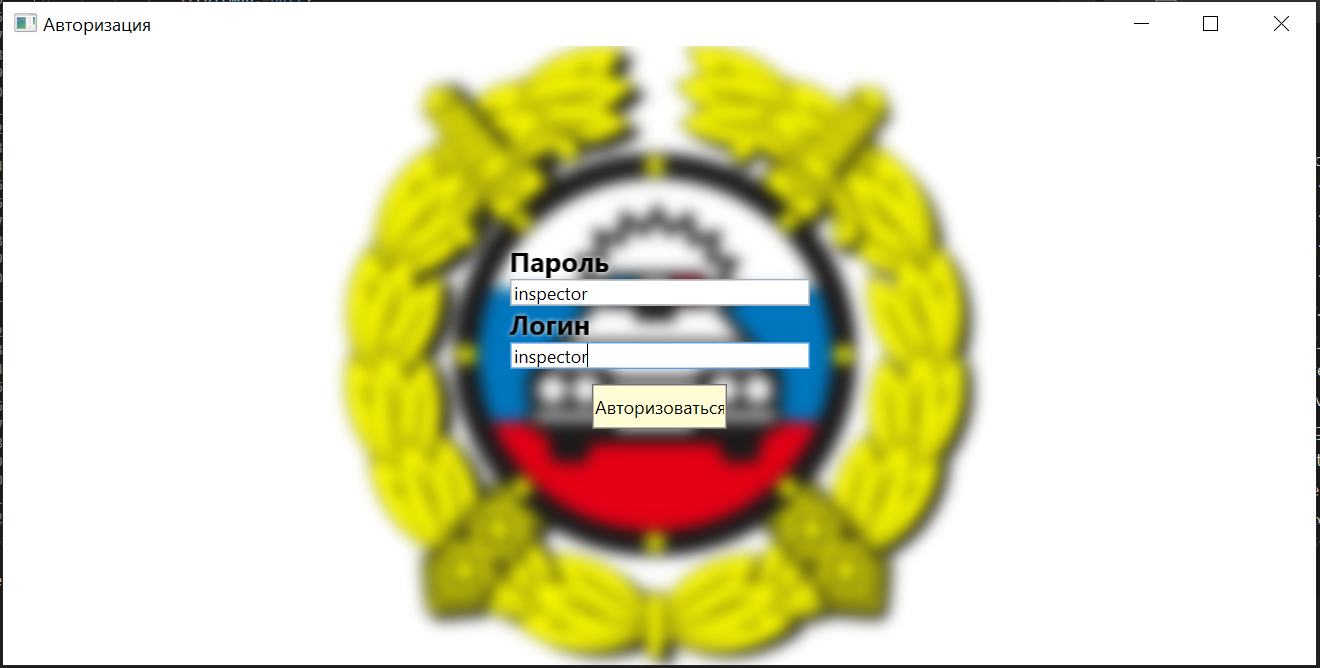 Авторизация
Пароль
inspector
Логин
inspector
Авторизоваться